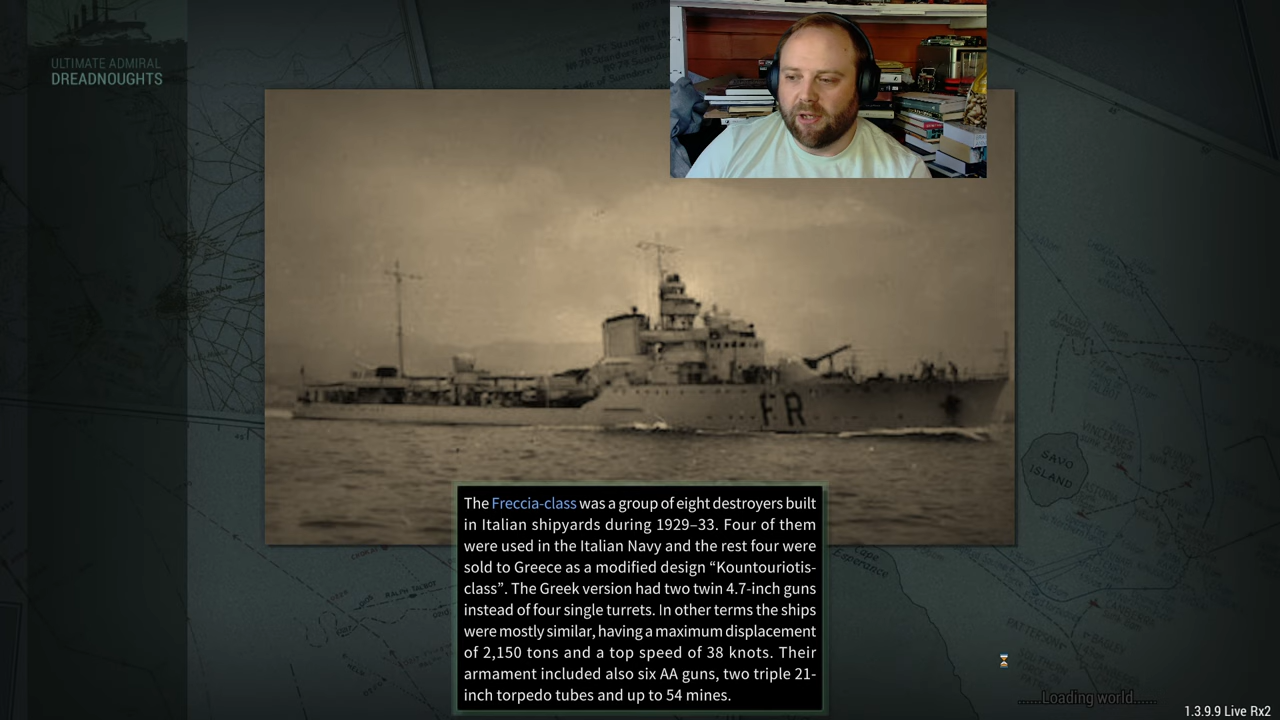 ULTIMATE ADMIRAL
DREADNOUGHTS
FR
The Freccia-class was a group of eight destroyers built
in Italian shipyards during 1929–33. Four of them
were used in the Italian Navy and the rest four were
sold to Greece as a modified design “Kountouriotis-
class”. The Greek version had two twin 4.7-inch guns
instead of four single turrets. In other terms the ships
were mostly similar, having a maximum displacement
of 2,150 tons and a top speed of 38 knots. Their
armament included also six AA guns, two triple 21-
inch torpedo tubes and up to 54 mines.
SAVO
ISLAND
Cape
Esperance
......Loading world......
1.3.9.9 Live Rx2